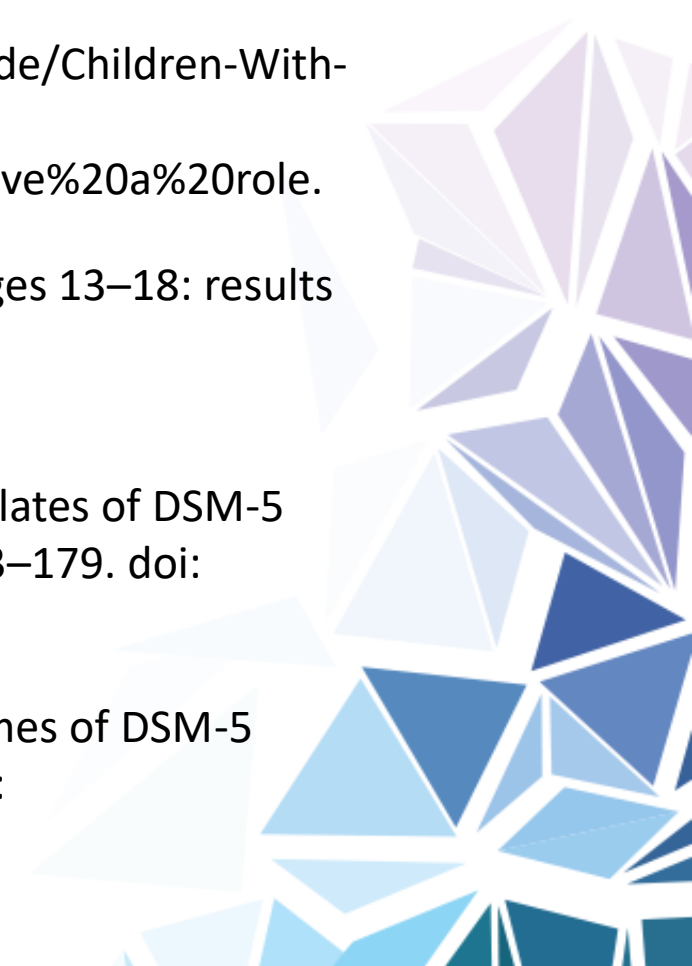 de/Children-With-
ve%20a%20role.
ges 13–18: results
lates of DSM-5
3–179. doi:
nes of DSM-5
: